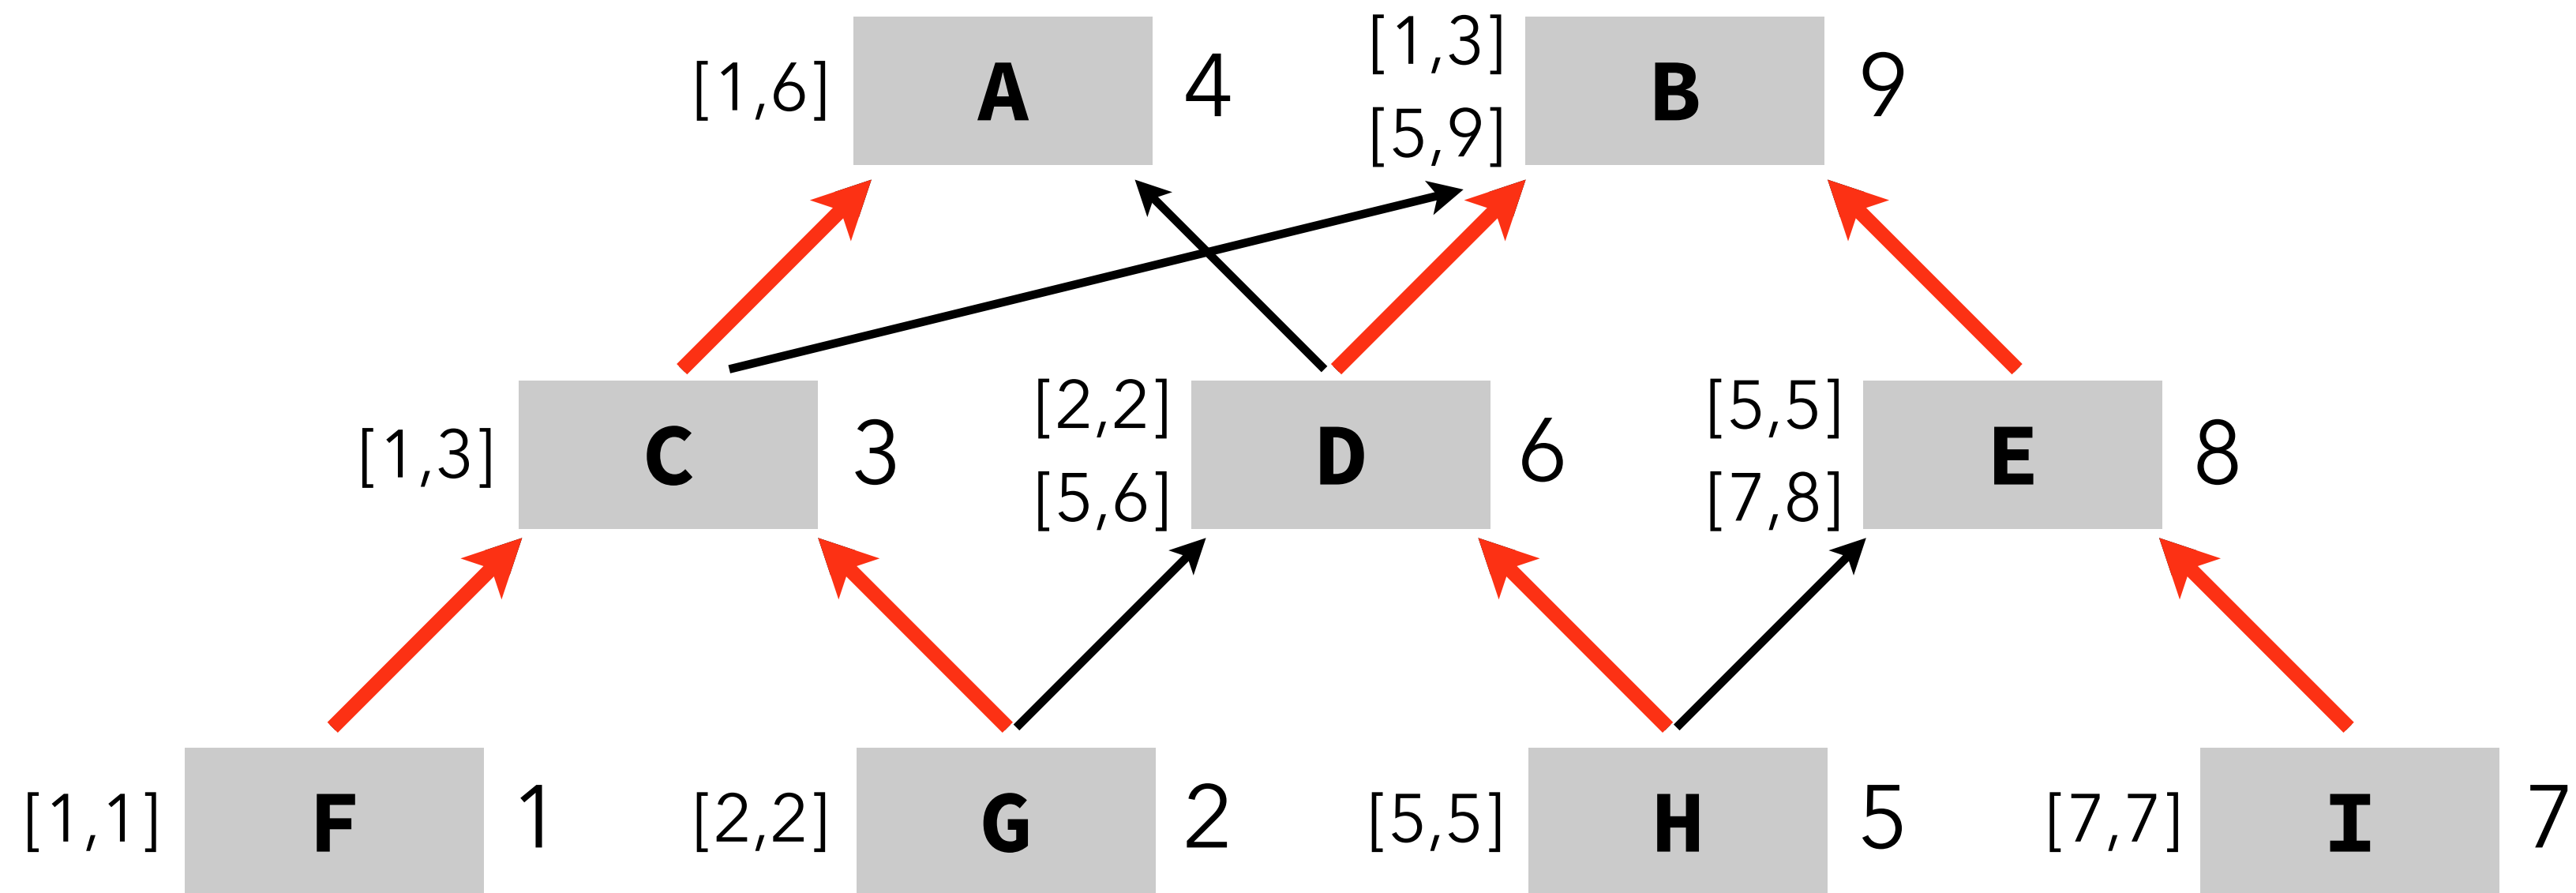 [1,6] A 4
[1,3]
[5,9]
B 9
[1,3] C 3
[2,2]
[5,6]
D 6
[5,5]
[7,8]
E 8
[1,1] F 1
[2,2] G 2
[5,5] H 5
[7,7] I 7